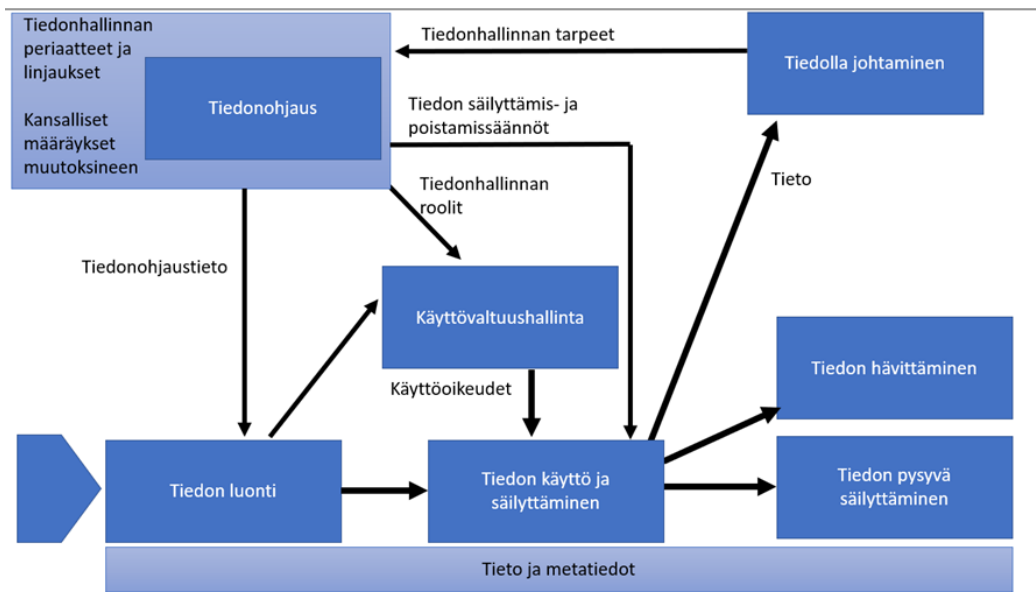 Tiedonhallinnan
periaatteet ja
linjaukset
Kansalliset
määräykset
muutoksineen
Tiedonohjaus
Tiedonhallinnan tarpeet
Tiedolla johtaminen
Tiedon säilyttämis- ja
poistamissäännöt
Tiedonhallinnan
roolit
Tieto
Tiedonohjaustieto
Käyttövaltuushallinta
Käyttöoikeudet
Tiedon hävittäminen
Tiedon luonti
Tiedon käyttö ja
säilyttäminen
Tiedon pysyvä
säilyttäminen
Tieto ja metatiedot